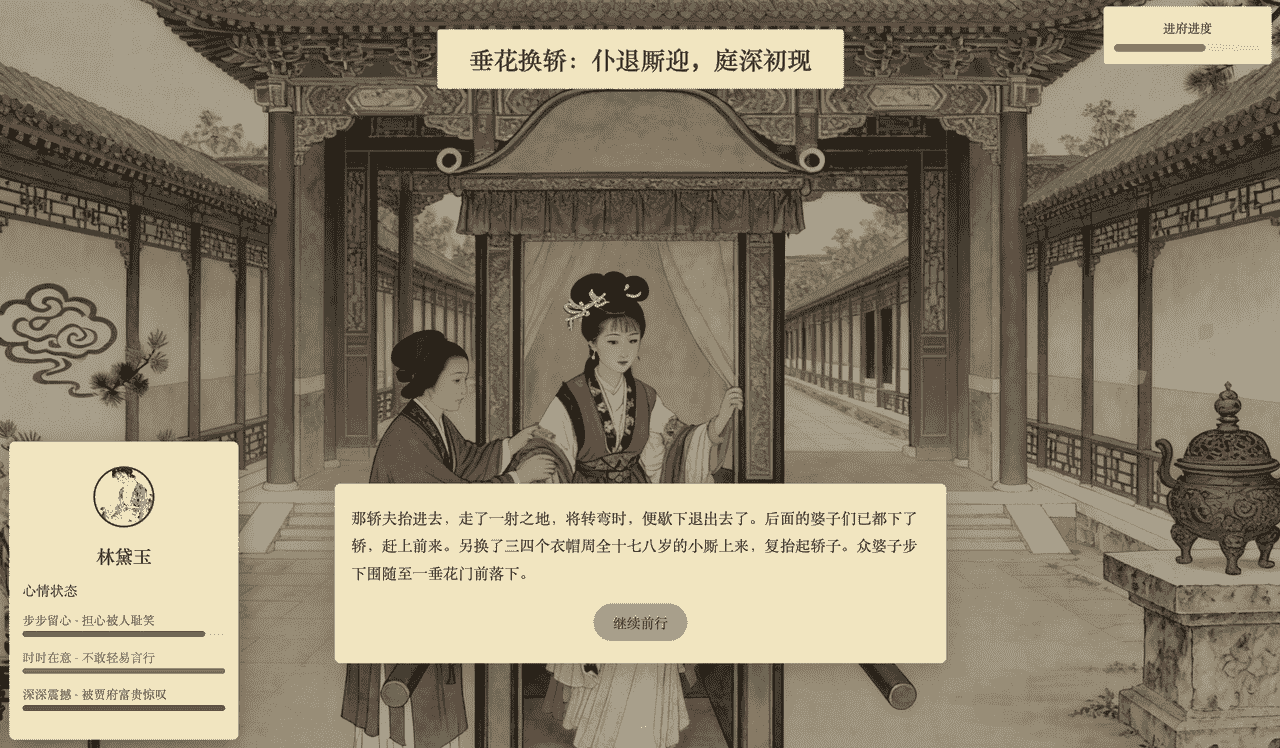 垂花换轿：仆退厮迎，庭深初现
进府进度
那轿夫抬进去，走了一射之地，将转弯时，便歇下退出去了。后面的婆子们已都下了
轿，赶上前来。另换了三四个衣帽周全十七八岁的小厮上来，复抬起轿子。众婆子步
下围随至一垂花门前落下。
继续前行
林黛玉
心情状态
步步留心 - 担心被人耻笑
时时在意 - 不敢轻易言行
深深震撼 - 被贾府富贵惊叹